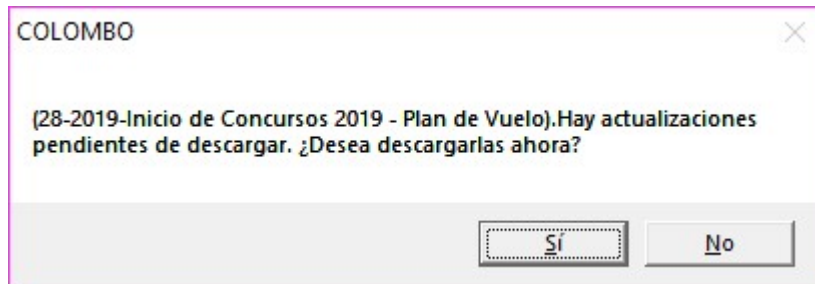 COLOMBO
(28-2019-Inicio de Concursos 2019 - Plan de Vuelo).Hay actualizaciones
pendientes de descargar. ¿Desea descargarlas ahora?
Sí No